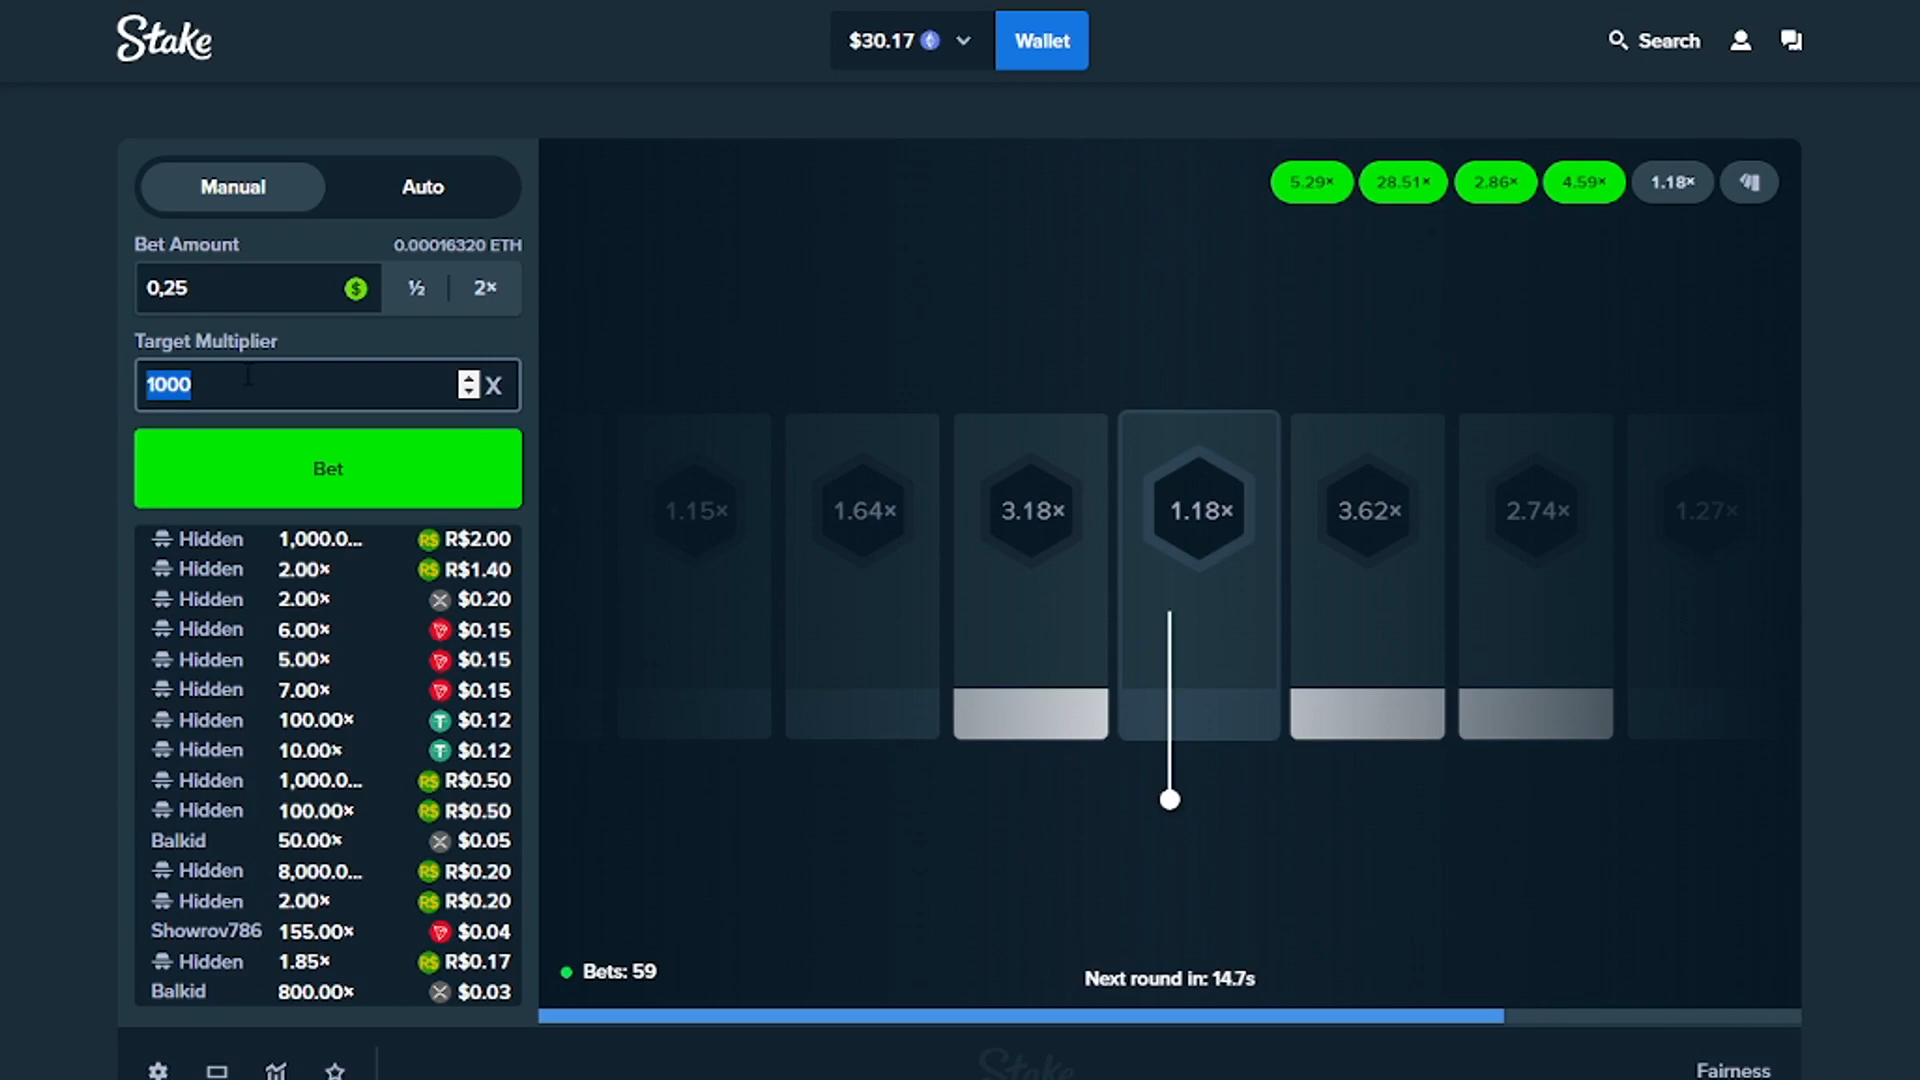 Stake
$30.17
Wallet
Search
Manual
Auto
Bet Amount
0.00016320 ETH
0,25
$
½
2×
Target Multiplier
1000
X
Bet
5.29×
28.51×
2.86×
4.59×
1.18×
1.15×
1.64×
3.18×
1.18×
3.62×
2.74×
1.27×
Hidden 1,000.0... R$ R$2.00
Hidden 2.00× R$ R$1.40
Hidden 2.00× $0.20
Hidden 6.00× $0.15
Hidden 5.00× $0.15
Hidden 7.00× $0.15
Hidden 100.00× $0.12
Hidden 10.00× $0.12
Hidden 1,000.0... R$ R$0.50
Hidden 100.00× R$ R$0.50
Balkid 50.00× $0.05
Hidden 8,000.0... R$ R$0.20
Hidden 2.00× R$ R$0.20
Showrov786 155.00× $0.04
Hidden 1.85× R$ R$0.17
Balkid 800.00× $0.03
Bets: 59
Next round in: 14.7s
Stake
Fairness